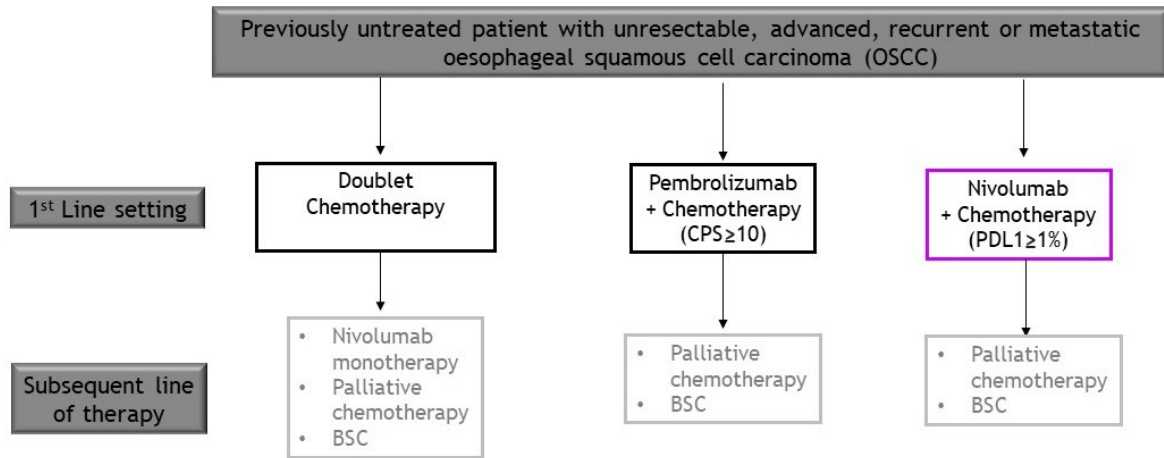 Previously untreated patient with unresectable, advanced, recurrent or metastatic
oesophageal squamous cell carcinoma (OSCC)
1st Line setting
Doublet
Chemotherapy
Pembrolizumab
+ Chemotherapy
(CPS≥10)
Nivolumab
+ Chemotherapy
(PDL1≥1%)
Subsequent line
of therapy
• Nivolumab
monotherapy
• Palliative
chemotherapy
• BSC
• Palliative
chemotherapy
• BSC
• Palliative
chemotherapy
• BSC